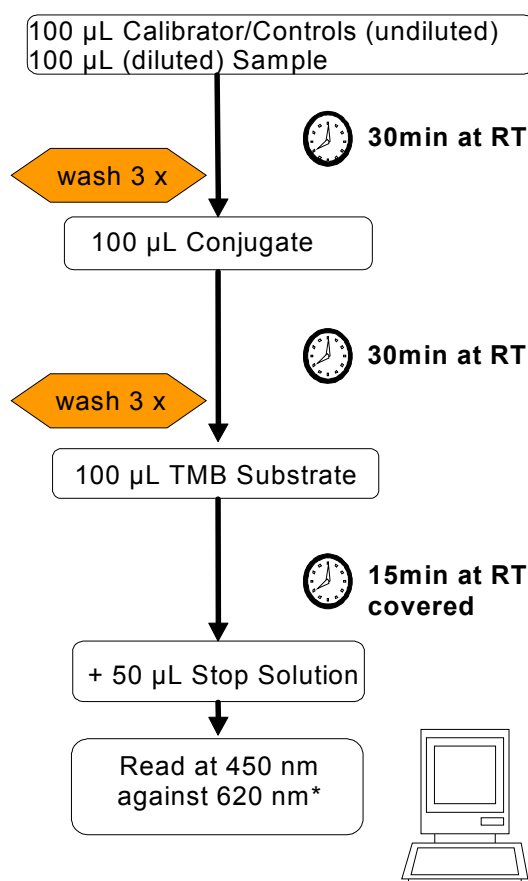 100 µL Calibrator/Controls (undiluted)
100 µL (diluted) Sample
30min at RT
wash 3 x
100 µL Conjugate
30min at RT
wash 3 x
100 µL TMB Substrate
15min at RT
covered
+ 50 µL Stop Solution
Read at 450 nm
against 620 nm*